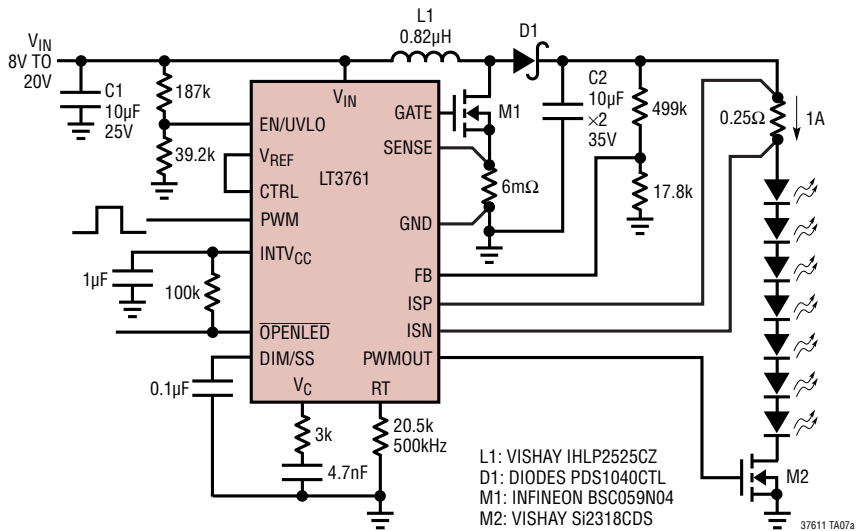 L1
0.82µH
D1
VIN
8V TO
20V
C1
10µF
25V
187k
39.2k
VIN
EN/UVLO
VREF
CTRL
PWM
INTVCC
OPENLED
DIM/SS
VC
RT
LT3761
GATE
SENSE
GND
FB
ISP
ISN
PWMOUT
M1
6mΩ
C2
10µF
×2
35V
499k
17.8k
0.25Ω
1A
1µF
100k
0.1µF
3k
4.7nF
20.5k
500kHz
M2
L1: VISHAY IHLP2525CZ
D1: DIODES PDS1040CTL
M1: INFINEON BSC059N04
M2: VISHAY Si2318CDS
37611 TA07a